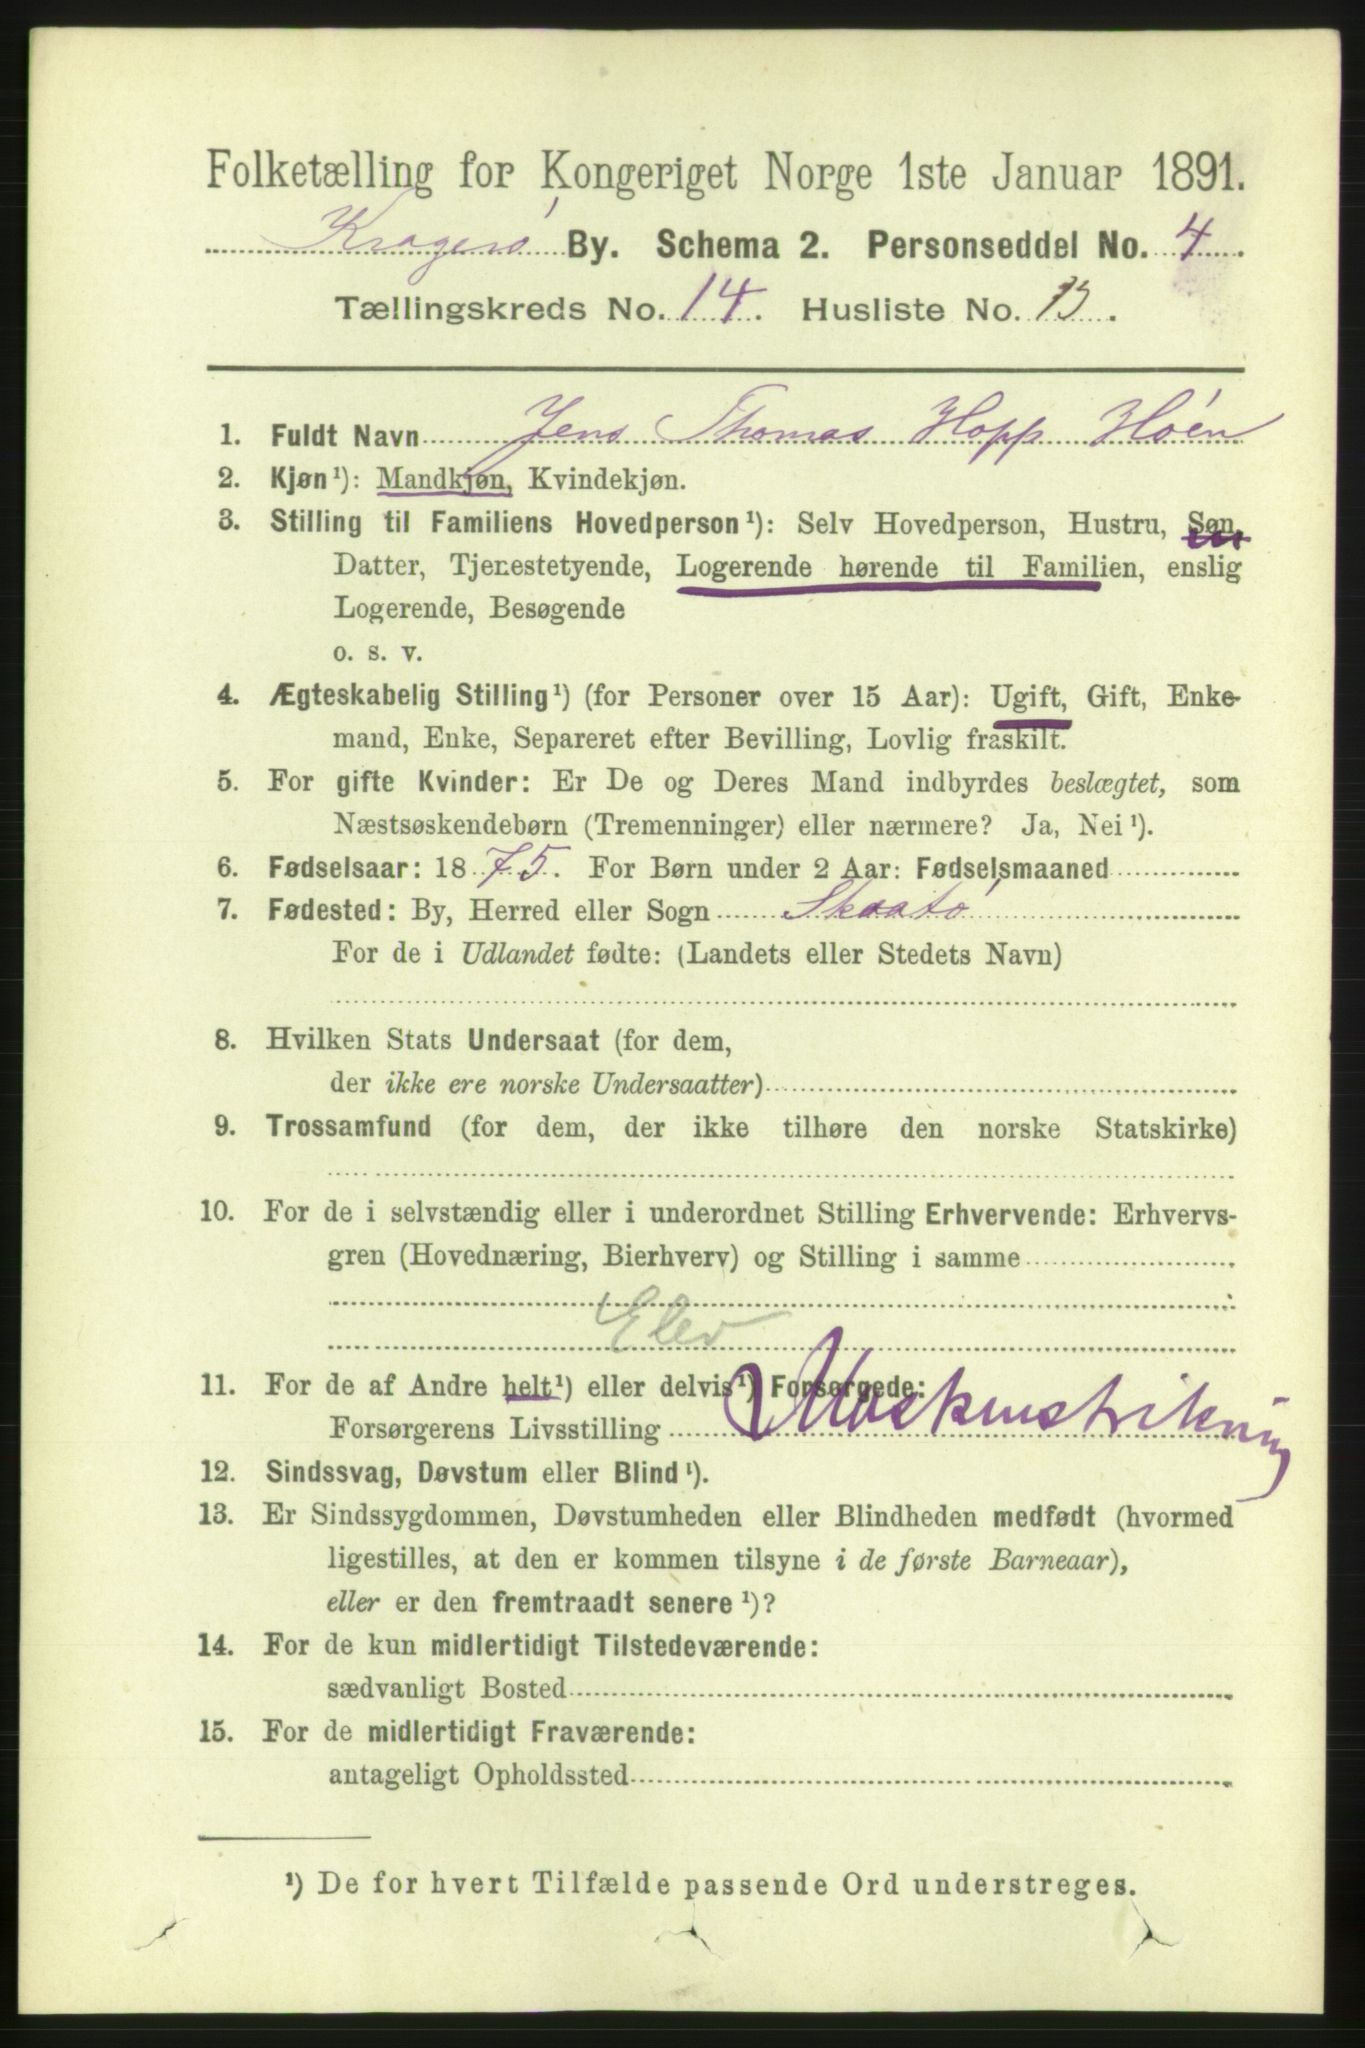 Folketælling for Kongeriget Norge 1ste Januar 1891.
Kragerø By. Schema 2. Personseddel No. 4.
Tællingskreds No. 14. Husliste No. 13.
1. Fuldt Navn Jens Thomas Hopp Høén
2. Kjøn¹): Mandkjøn, Kvindekjøn.
3. Stilling til Familiens Hovedperson¹): Selv Hovedperson, Hustru, Søn,
Datter, Tjenestetyende, Logerende hørende til Familien, enslig
Logerende, Besøgende
o. s. v.
4. Ægteskabelig Stilling¹) (for Personer over 15 Aar): Ugift, Gift, Enke-
mand, Enke, Separeret efter Bevilling, Lovlig fraskilt.
5. For gifte Kvinder: Er De og Deres Mand indbyrdes beslægtet, som
Næstsøskendebørn (Tremenninger) eller nærmere? Ja, Nei¹).
6. Fødselsaar: 1875. For Børn under 2 Aar: Fødselsmaaned
7. Fødested: By, Herred eller Sogn Skaatø
For de i Udlandet fødte: (Landets eller Stedets Navn)
8. Hvilken Stats Undersaat (for dem,
der ikke ere norske Undersaatter)
9. Trossamfund (for dem, der ikke tilhøre den norske Statskirke)
10. For de i selvstændig eller i underordnet Stilling Erhvervende: Erhvervs-
gren (Hovednæring, Bierhverv) og Stilling i samme
Elev
11. For de af Andre helt¹) eller delvis¹) Forsørgede:
Forsørgerens Livsstilling
12. Sindssvag, Døvstum eller Blind¹).
13. Er Sindssygdommen, Døvstumheden eller Blindheden medfødt (hvormed
ligestilles, at den er kommen tilsyne i de første Barneaar),
eller er den fremtraadt senere¹)?
14. For de kun midlertidigt Tilstedeværende:
sædvanligt Bosted
15. For de midlertidigt Fraværende:
antageligt Opholdssted
¹) De for hvert Tilfælde passende Ord understreges.